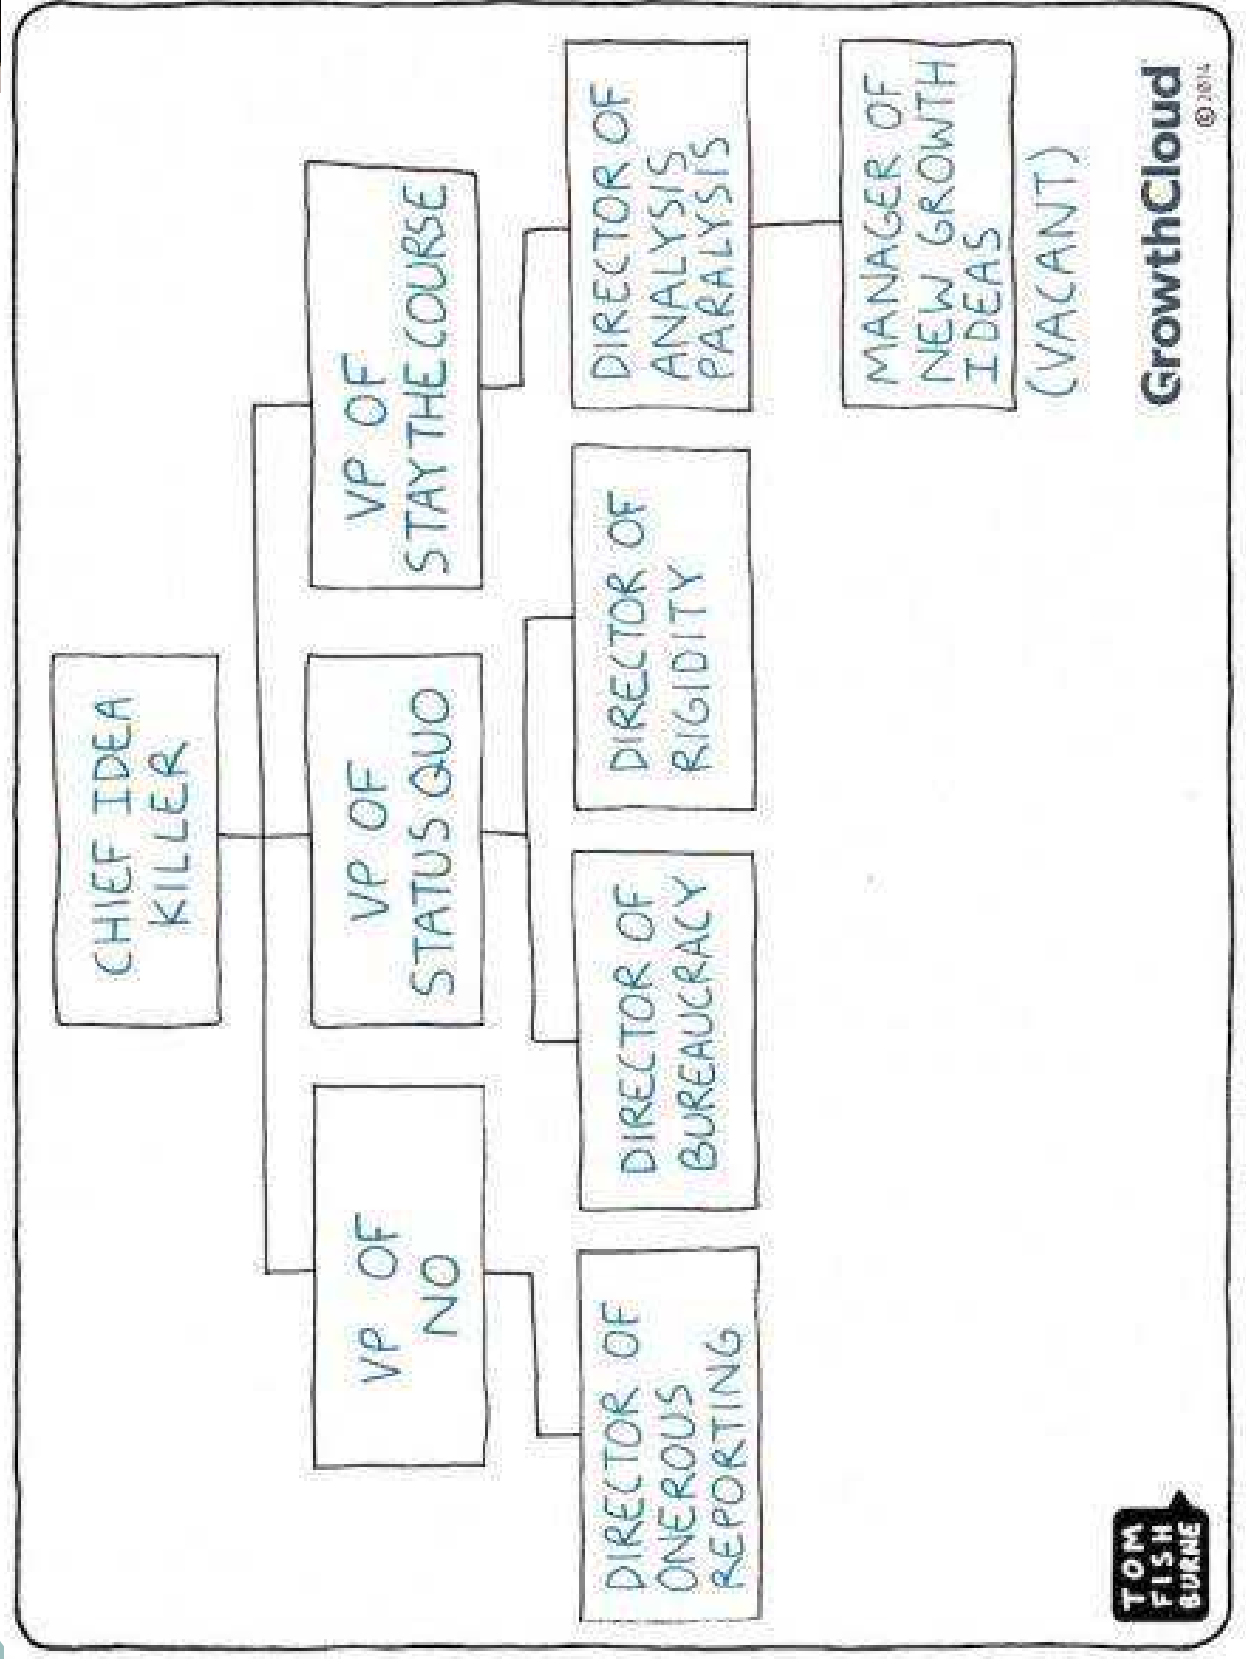 CHIEF IDEA
KILLER
VP OF
NO
VP OF
STATUS QUO
VP OF
STAY THE COURSE
DIRECTOR OF
ONEROUS
REPORTING
DIRECTOR OF
BUREAUCRACY
DIRECTOR OF
RIGIDITY
DIRECTOR OF
ANALYSIS
PARALYSIS
MANAGER OF
NEW GROWTH
IDEAS
(VACANT)
TOM
FISH
BURNE
GrowthCloud
© 2014